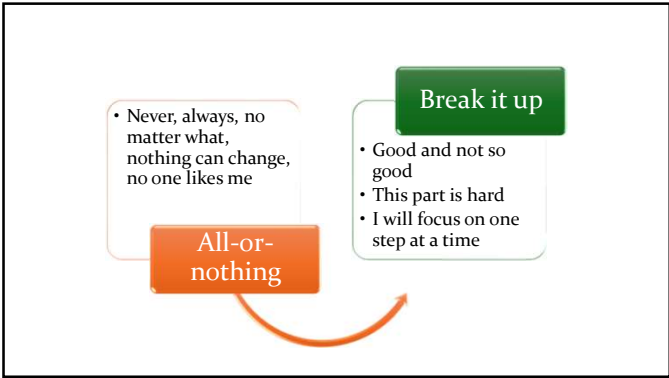 • Never, always, no
matter what,
nothing can change,
no one likes me
All-or-
nothing
Break it up
• Good and not so
good
• This part is hard
• I will focus on one
step at a time